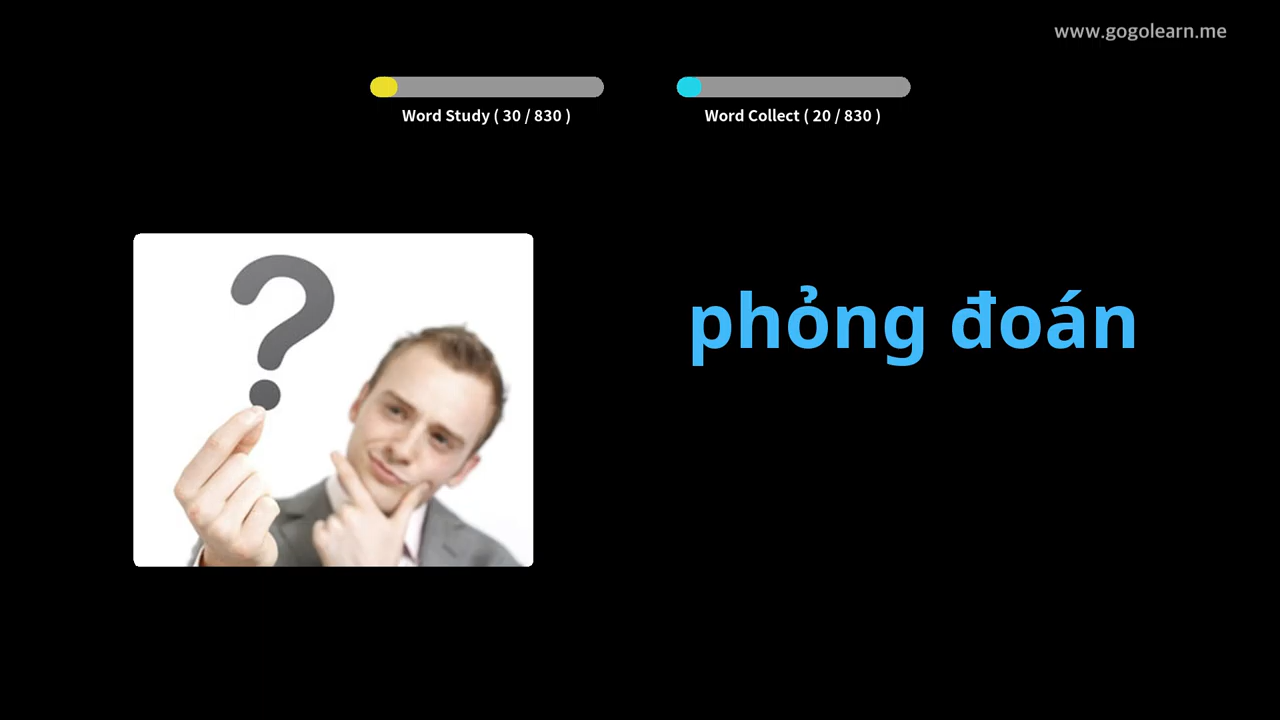 www.gogolearn.me
Word Study ( 30 / 830 )
Word Collect ( 20 / 830 )
?
phỏng đoán